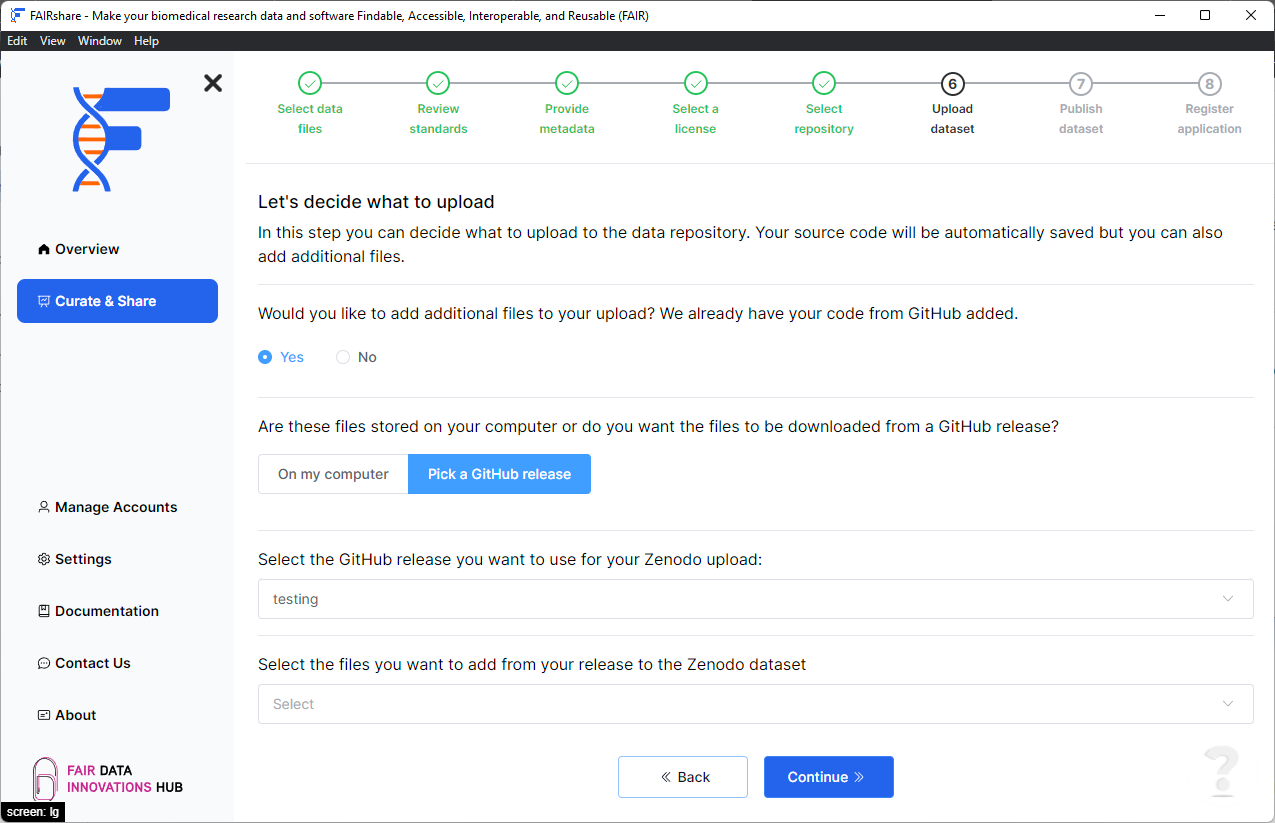 FAIRshare - Make your biomedical research data and software Findable, Accessible, Interoperable, and Reusable (FAIR)
Edit View Window Help
Select data
files
Review
standards
Provide
metadata
Select a
license
Select
repository
6
Upload
dataset
7
Publish
dataset
8
Register
application
Overview
Curate & Share
Manage Accounts
Settings
Documentation
Contact Us
About
FAIR DATA
INNOVATIONS HUB
screen: lg
Let's decide what to upload
In this step you can decide what to upload to the data repository. Your source code will be automatically saved but you can also
add additional files.
Would you like to add additional files to your upload? We already have your code from GitHub added.
Yes No
Are these files stored on your computer or do you want the files to be downloaded from a GitHub release?
On my computer Pick a GitHub release
Select the GitHub release you want to use for your Zenodo upload:
testing
Select the files you want to add from your release to the Zenodo dataset
Select
Back Continue
?